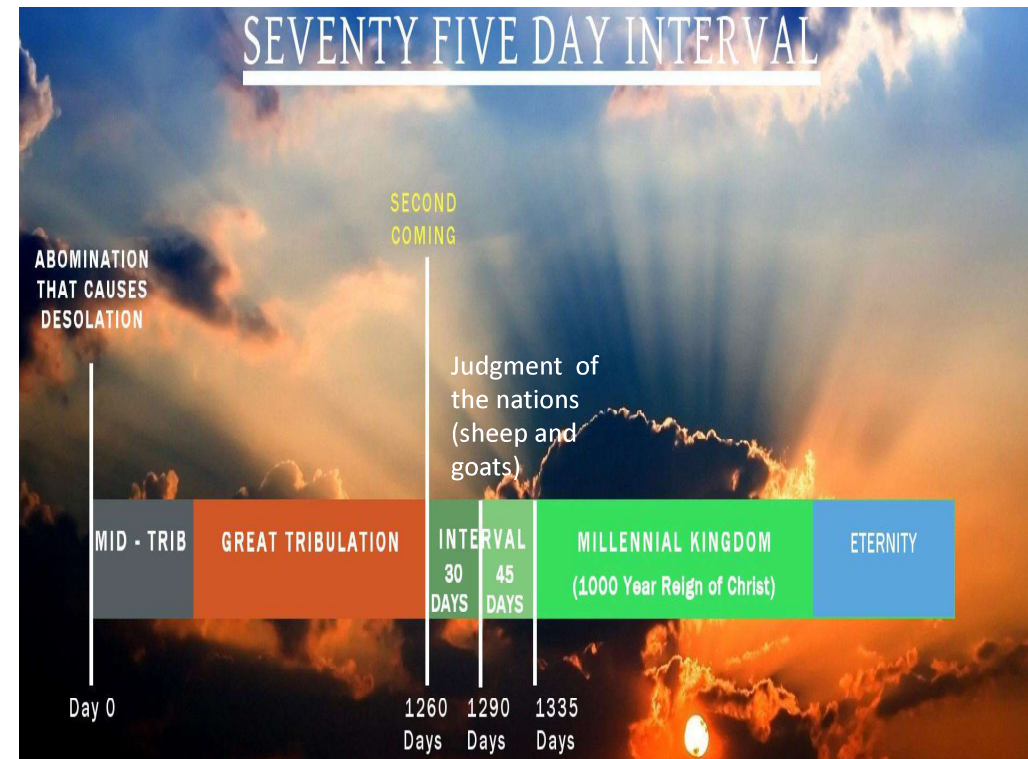 SEVENTY FIVE DAY INTERVAL
SECOND
COMING
ABOMINATION
THAT CAUSES
DESOLATION
Judgment of
the nations
(sheep and
goats)
MID - TRIB
GREAT TRIBULATION
INTERVAL
30
DAYS
45
DAYS
MILLENNIAL KINGDOM
(1000 Year Reign of Christ)
ETERNITY
Day 0
1260
Days
1290
Days
1335
Days